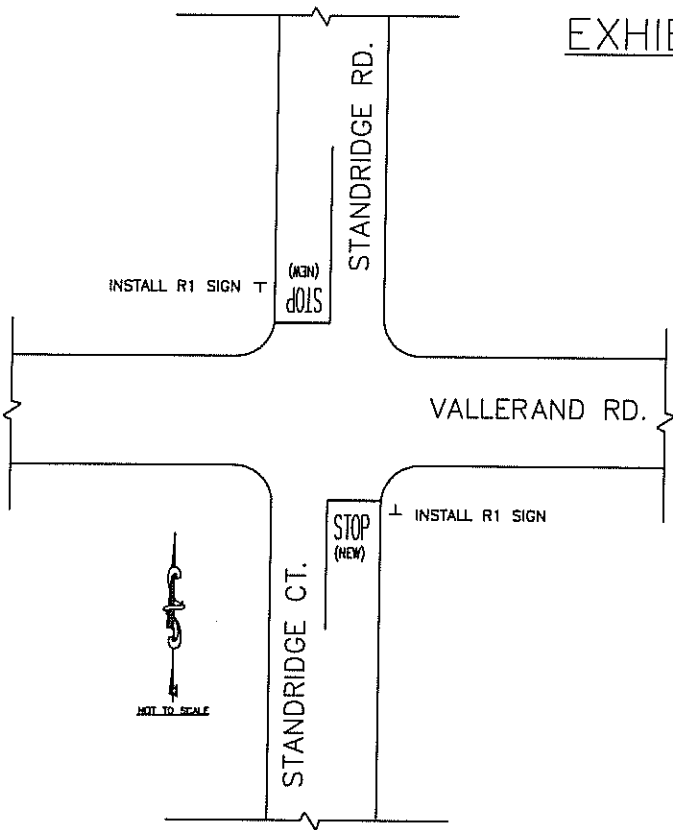 STANDRIDGE RD.
INSTALL R1 SIGN
STOP
(NEW)
VALLERAND RD.
STOP
(NEW)
INSTALL R1 SIGN
STANDRIDGE CT.
NOT TO SCALE